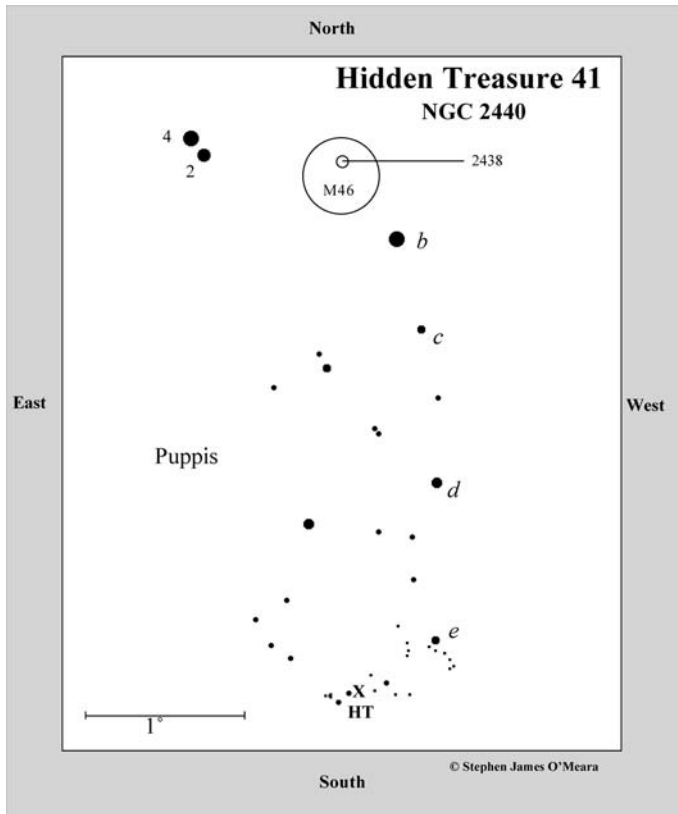 North
Hidden Treasure 41
NGC 2440
4
2
2438
M46
b
c
East
West
Puppis
d
e
X
HT
1°
© Stephen James O'Meara
South